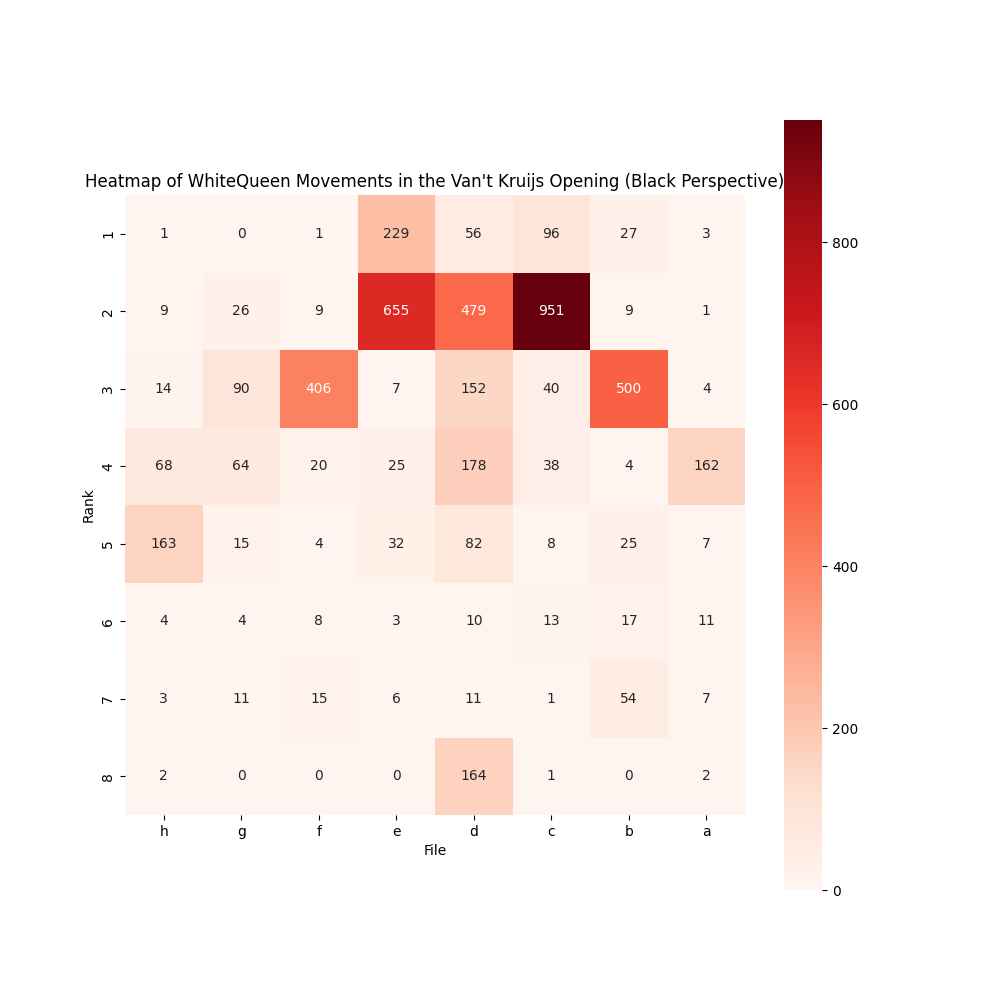 Heatmap of WhiteQueen Movements in the Van't Kruijs Opening (Black Perspective)
1 1 0 1 229 56 96 27 3
2 9 26 9 655 479 951 9 1
3 14 90 406 7 152 40 500 4
4 68 64 20 25 178 38 4 162
Rank
5 163 15 4 32 82 8 25 7
6 4 4 8 3 10 13 17 11
7 3 11 15 6 11 1 54 7
8 2 0 0 0 164 1 0 2
h g f e d c b a
File
800
600
400
200
0